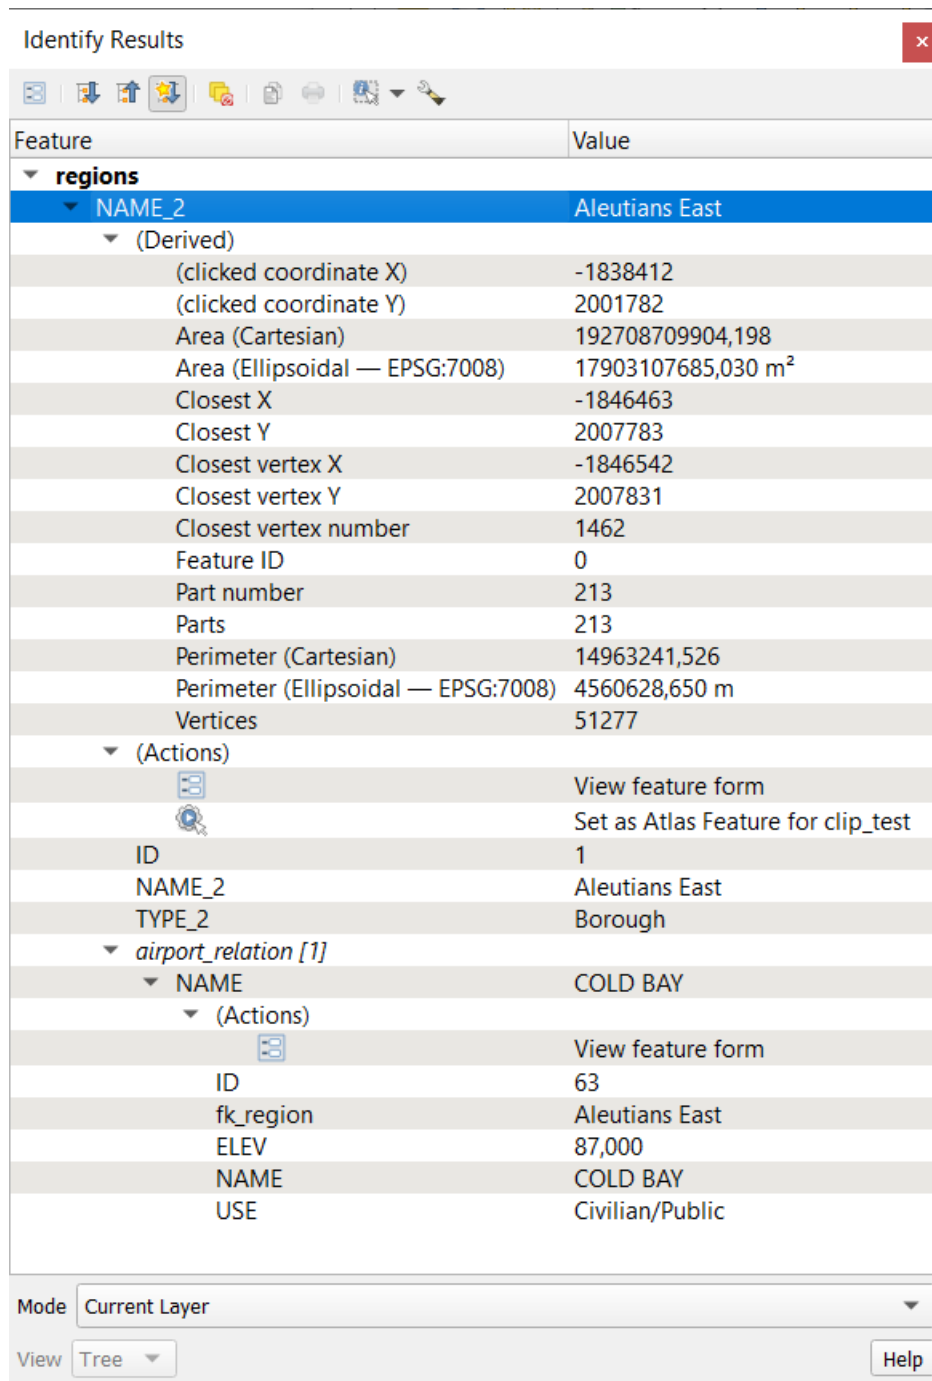 Identify Results
Feature Value
regions
NAME_2 Aleutians East
(Derived)
(clicked coordinate X) -1838412
(clicked coordinate Y) 2001782
Area (Cartesian) 192708709904,198
Area (Ellipsoidal — EPSG:7008) 17903107685,030 m²
Closest X -1846463
Closest Y 2007783
Closest vertex X -1846542
Closest vertex Y 2007831
Closest vertex number 1462
Feature ID 0
Part number 213
Parts 213
Perimeter (Cartesian) 14963241,526
Perimeter (Ellipsoidal — EPSG:7008) 4560628,650 m
Vertices 51277
(Actions)
View feature form
Set as Atlas Feature for clip_test
ID 1
NAME_2 Aleutians East
TYPE_2 Borough
airport_relation [1]
NAME COLD BAY
(Actions)
View feature form
ID 63
fk_region Aleutians East
ELEV 87,000
NAME COLD BAY
USE Civilian/Public
Mode Current Layer
View Tree Help